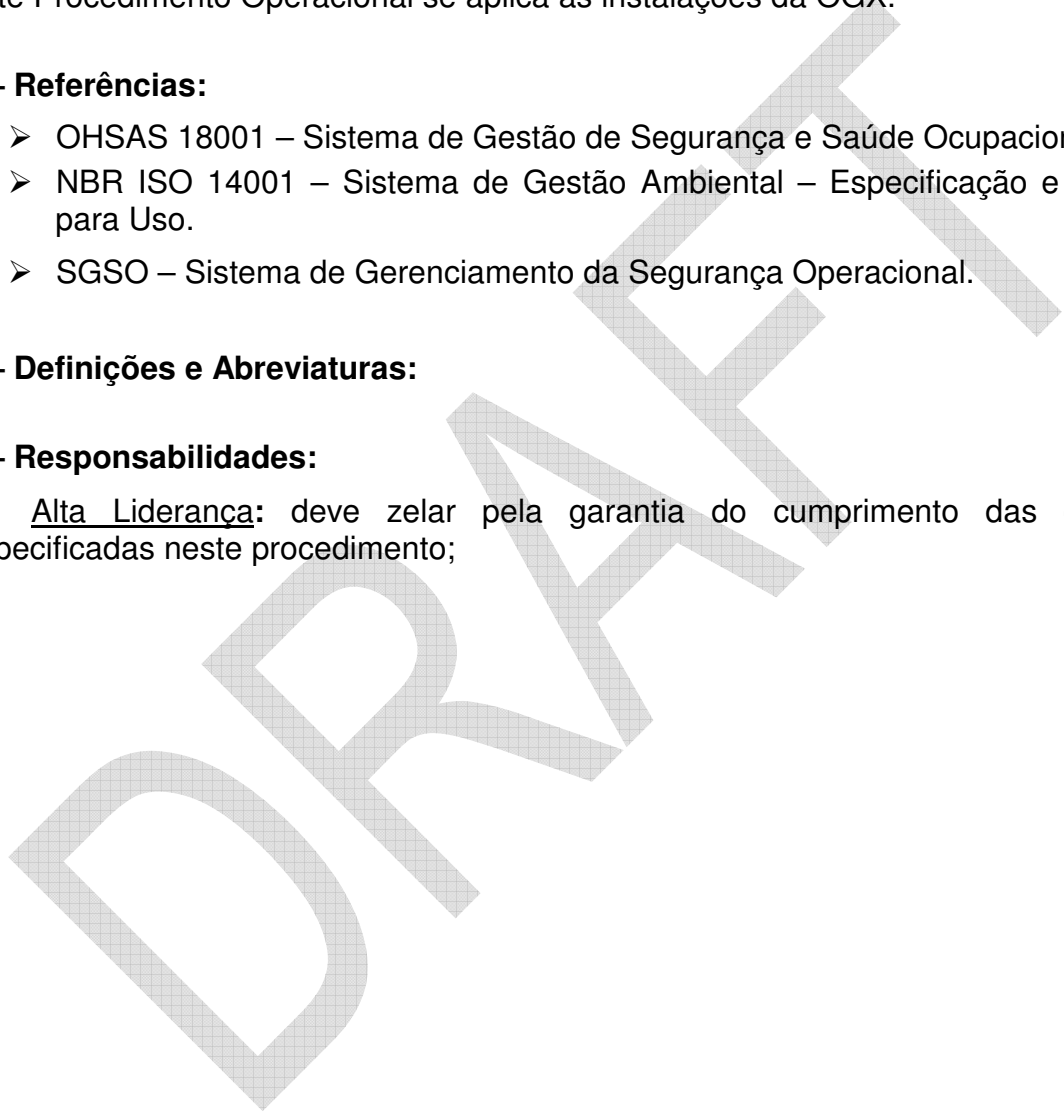 te Procedimento Operacional se aplica às instalações da OGX.
– Referências:
➢ OHSAS 18001 – Sistema de Gestão de Segurança e Saúde Ocupacion
➢ NBR ISO 14001 – Sistema de Gestão Ambiental – Especificação e
para Uso.
➢ SGSO – Sistema de Gerenciamento da Segurança Operacional.
– Definições e Abreviaturas:
– Responsabilidades:
Alta Liderança: deve zelar pela garantia do cumprimento das
pecificadas neste procedimento;
DRAFT